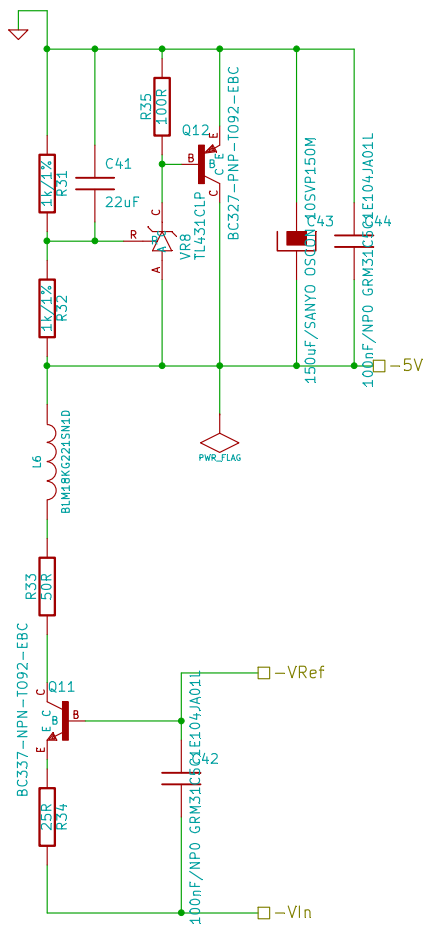 R35
100R
Q12
B
E
C
B
E
C
BC327-PNP-TO92-EBC
1k/1%
R31
C41
22uF
C
R
A
R
A
VR8
TL431CLP
C43
150uF/SANYO OSCON 10SVP150M
C44
100nF/NP0 GRM31C5C1E104JA01L
1k/1%
R32
-5V
PWR_FLAG
L6
BLM18KG221SN1D
R33
50R
BC337-NPN-TO92-EBC
Q11
C
B
E
C
B
E
-VRef
C42
100nF/NP0 GRM31C5C1E104JA01L
25R
R34
-VIn